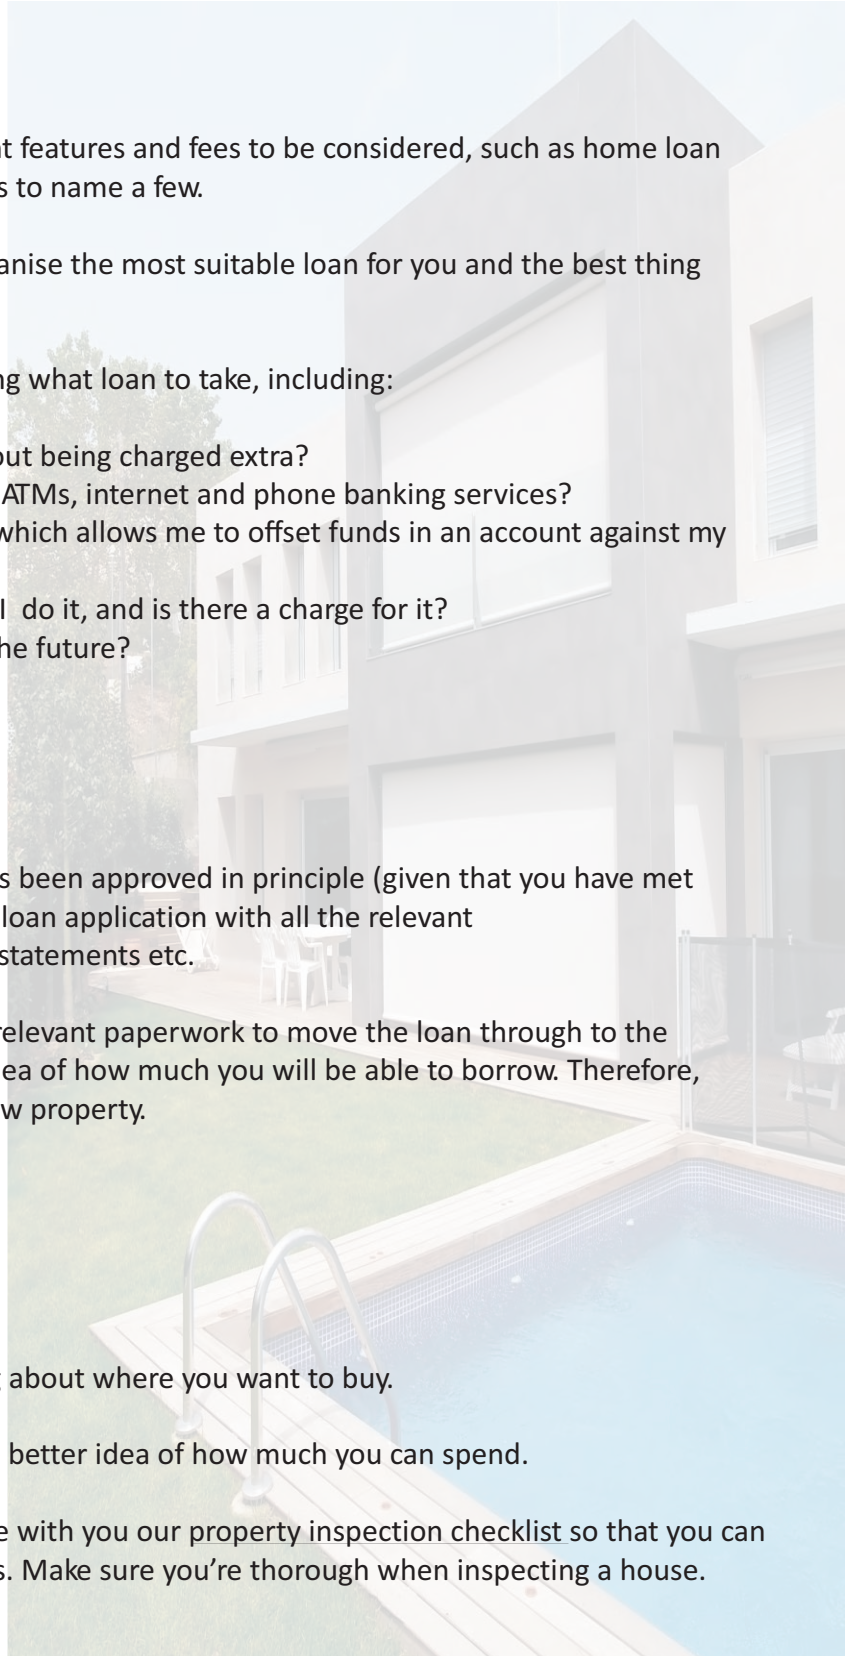 t features and fees to be considered, such as home loan
s to name a few.
anise the most suitable loan for you and the best thing
ng what loan to take, including:
out being charged extra?
ATMs, internet and phone banking services?
which allows me to offset funds in an account against my
I do it, and is there a charge for it?
he future?
s been approved in principle (given that you have met
loan application with all the relevant
statements etc.
relevant paperwork to move the loan through to the
ea of how much you will be able to borrow. Therefore,
w property.
about where you want to buy.
better idea of how much you can spend.
e with you our property inspection checklist so that you can
s. Make sure you’re thorough when inspecting a house.